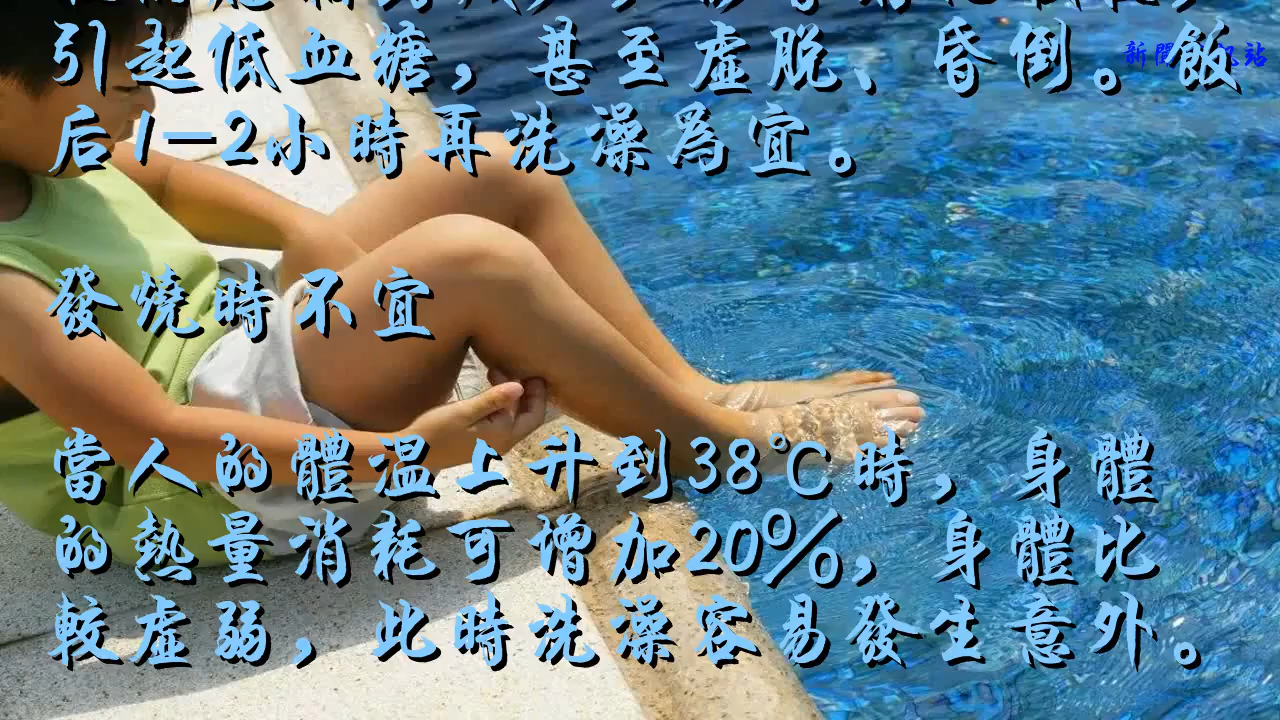 引起低血糖，甚至虛脱、昏倒。飯
后1-2小時再洗澡爲宜。
發燒時不宜
當人的體温上升到38℃時，身體
的熱量消耗可增加20%，身體比
較虛弱，此時洗澡容易發生意外。